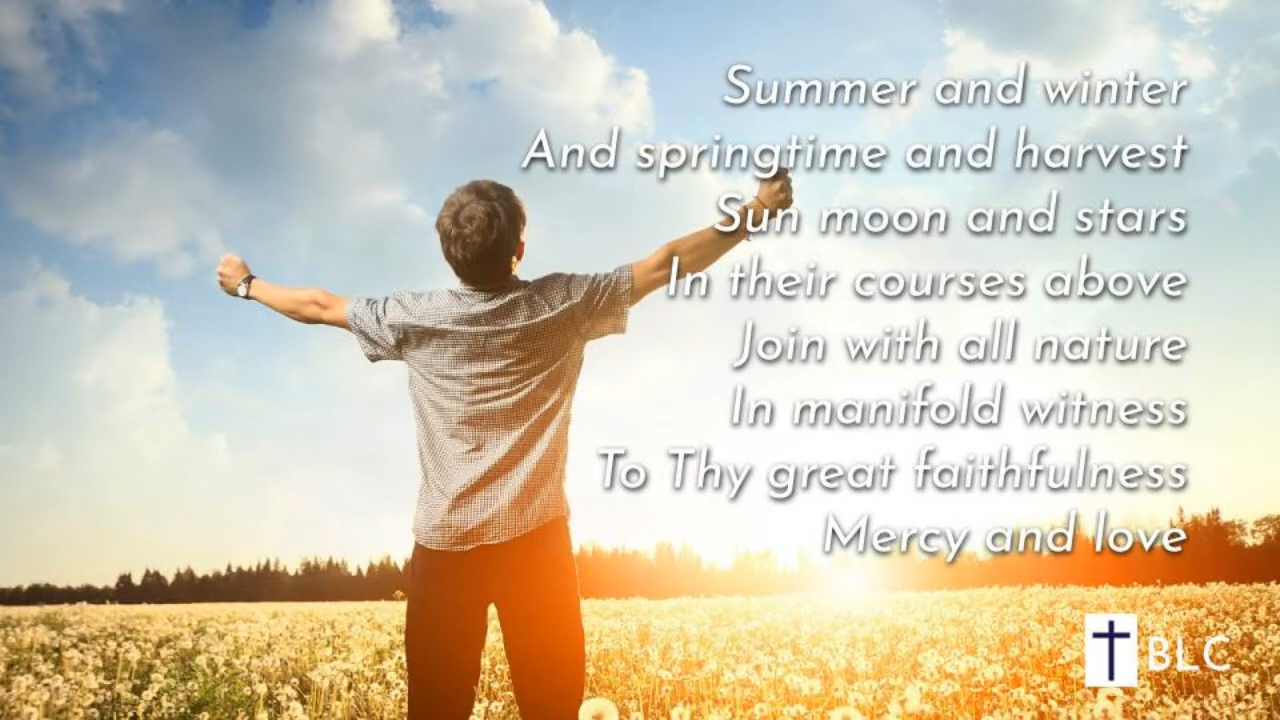 Summer and winter
And springtime and harvest
Sun moon and stars
In their courses above
Join with all nature
In manifold witness
To Thy great faithfulness
Mercy and love
BLC